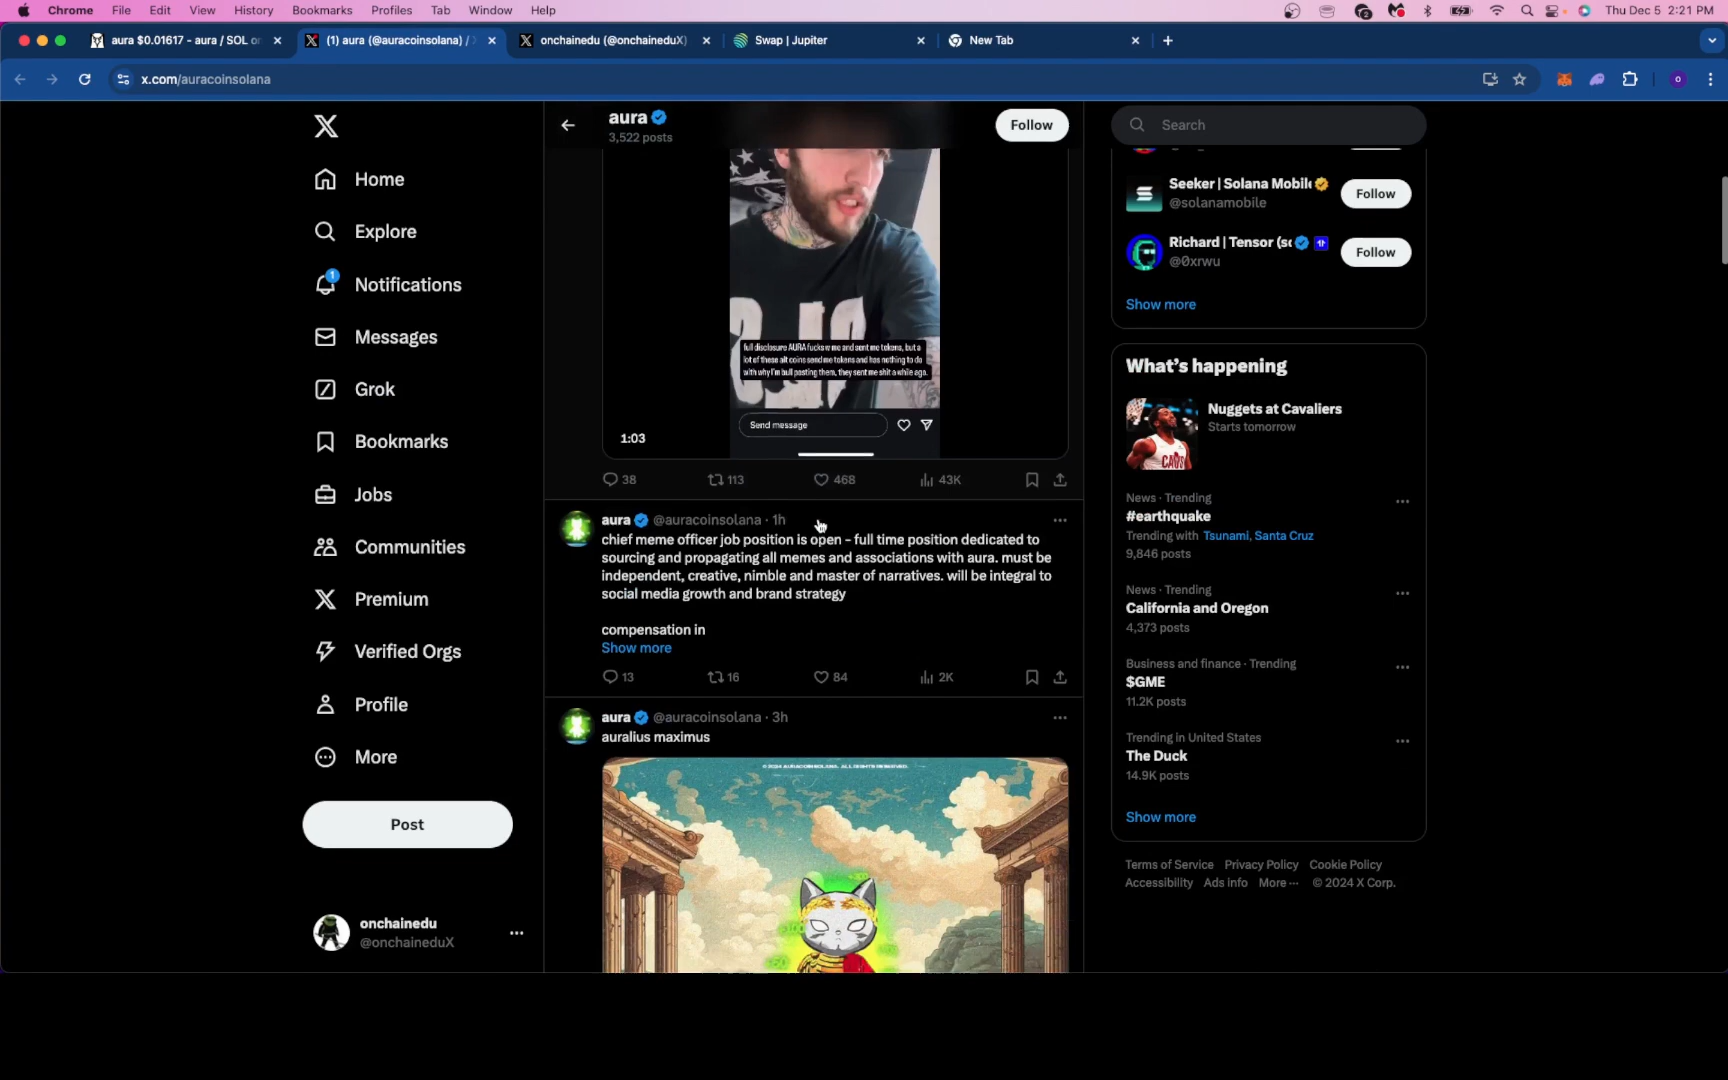 Chrome File Edit View History Bookmarks Profiles Tab Window Help
Thu Dec 5 2:21 PM
aura $0.01617 - aura / SOL on
(1) aura (@auracoinsolana) /
onchainedu (@onchaineduX)
Swap | Jupiter
New Tab
x.com/auracoinsolana
Home
Explore
1
Notifications
Messages
Grok
Bookmarks
Jobs
Communities
Premium
Verified Orgs
Profile
More
Post
onchainedu
@onchaineduX
aura
3,522 posts
Follow
full disclosure AURA fucks w me and sent me tokens, but a
lot of these alt coins send me tokens and has nothing to do
with why I'm bull posting them, they sent me shit a while ago.
Send message
1:03
38 113 468 43K
aura @auracoinsolana · 1h
chief meme officer job position is open - full time position dedicated to
sourcing and propagating all memes and associations with aura. must be
independent, creative, nimble and master of narratives. will be integral to
social media growth and brand strategy
compensation in
Show more
13 16 84 2K
aura @auracoinsolana · 3h
auralius maximus
© 2024 AURACOINSOLANA. ALL RIGHTS RESERVED.
Search
Seeker | Solana Mobile
@solanamobile
Follow
Richard | Tensor (so
@0xrwu
Follow
Show more
What's happening
Nuggets at Cavaliers
Starts tomorrow
News · Trending
#earthquake
Trending with Tsunami, Santa Cruz
9,846 posts
News · Trending
California and Oregon
4,373 posts
Business and finance · Trending
$GME
11.2K posts
Trending in United States
The Duck
14.9K posts
Show more
Terms of Service Privacy Policy Cookie Policy
Accessibility Ads info More ··· © 2024 X Corp.